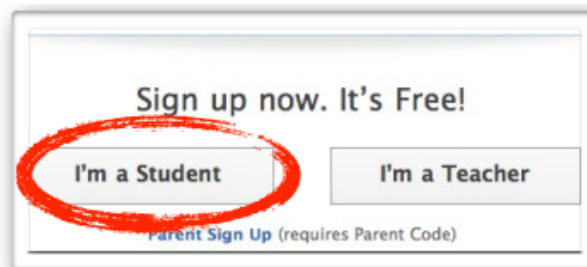 Sign up now. It's Free!
I'm a Student I'm a Teacher
Parent Sign Up (requires Parent Code)